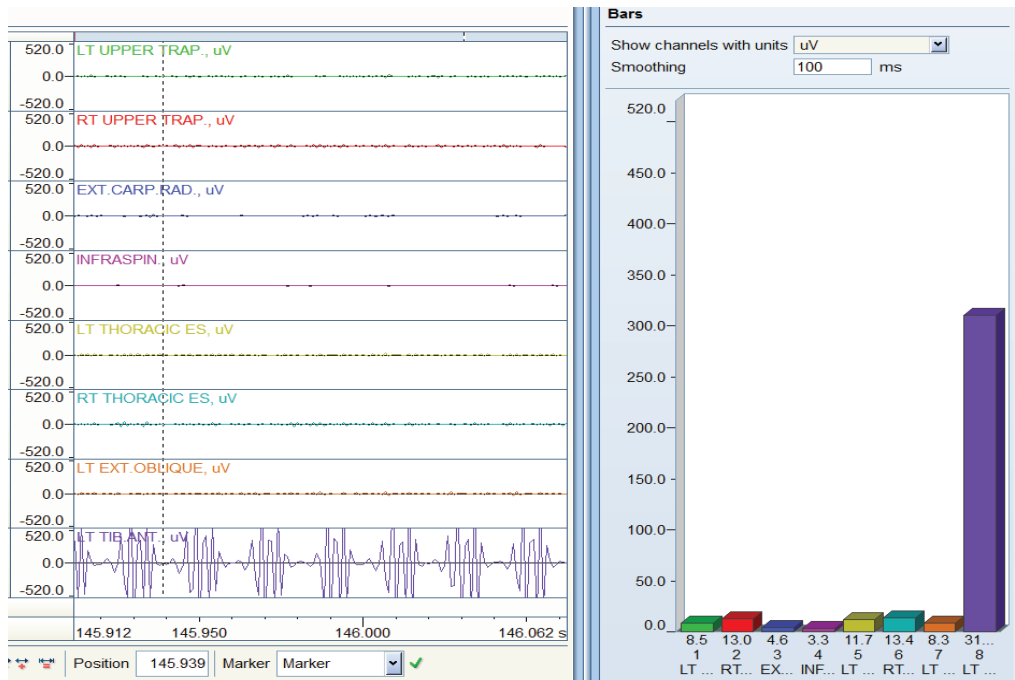 520.0 LT UPPER TRAP., uV
0.0
-520.0
520.0 RT UPPER TRAP., uV
0.0
-520.0
520.0 EXT.CARP.RAD., uV
0.0
-520.0
520.0 INFRASPIN., uV
0.0
-520.0
520.0 LT THORACIC ES, uV
0.0
-520.0
520.0 RT THORACIC ES, uV
0.0
-520.0
520.0 LT EXT.OBLIQUE, uV
0.0
-520.0
520.0 LT TIB.ANT., uV
0.0
-520.0
145.912 145.950 146.000 146.062 s
Position 145.939 Marker Marker
Bars
Show channels with units uV
Smoothing 100 ms
520.0
450.0
400.0
350.0
300.0
250.0
200.0
150.0
100.0
50.0
0.0
8.5 13.0 4.6 3.3 11.7 13.4 8.3 31...
1 2 3 4 5 6 7 8
LT ... RT... EX... INF... LT ... RT... LT ... LT ...